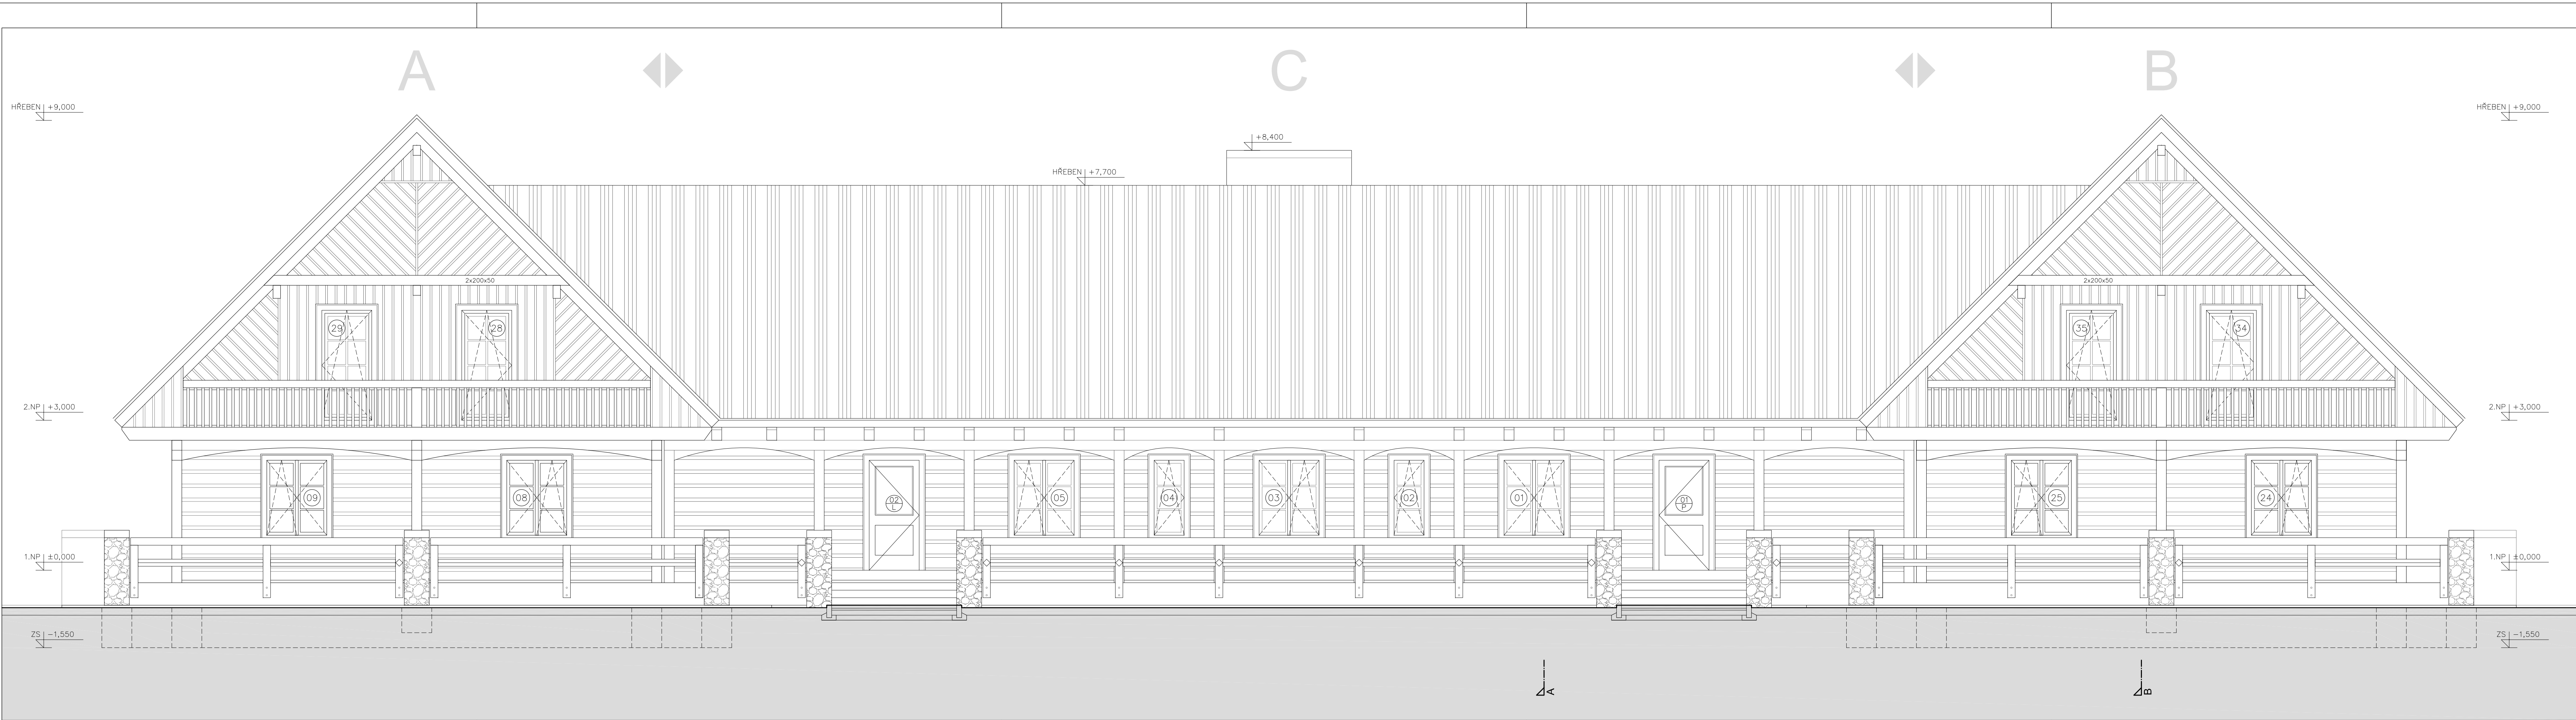 A C B
HŘEBEN +9,000
HŘEBEN +9,000
+8,400
HŘEBEN +7,700
2x200x50
2x200x50
29 28 35 34
2.NP +3,000
2.NP +3,000
09 08 02 L 05 04 03 02 01 01 P 25 24
1.NP ±0,000
1.NP ±0,000
ZS -1,550
ZS -1,550
A B